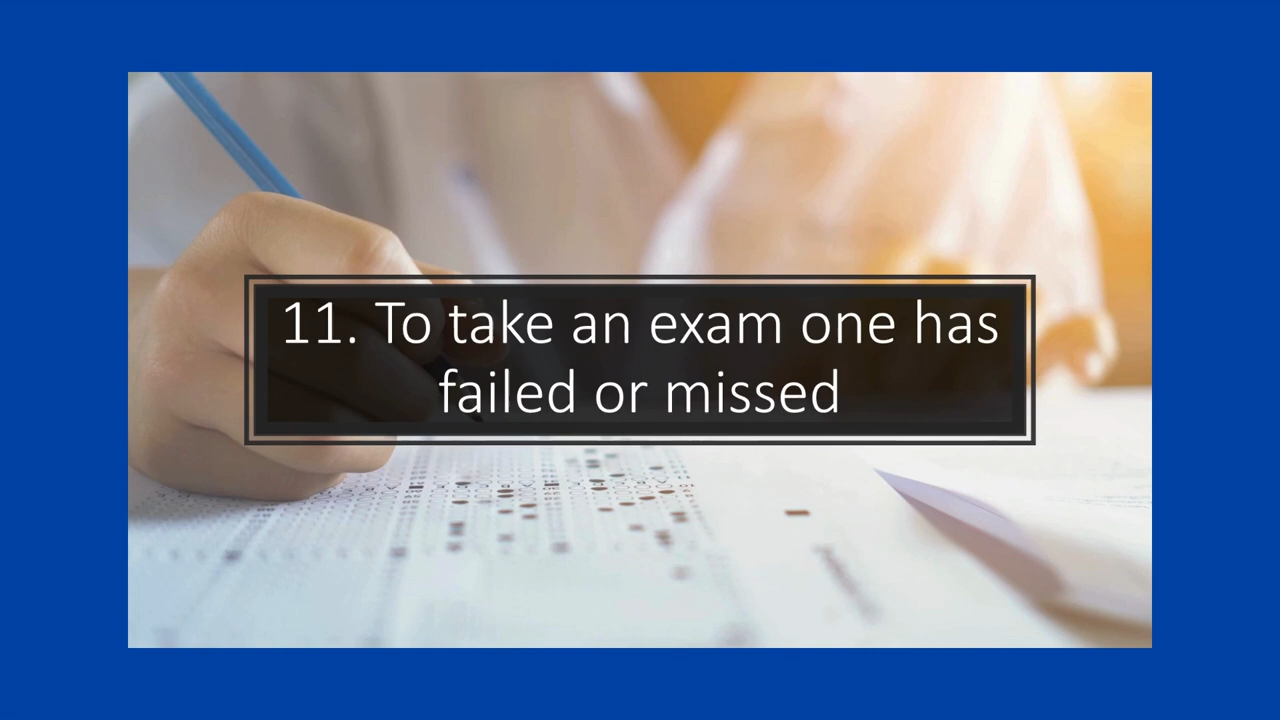 11. To take an exam one has
failed or missed